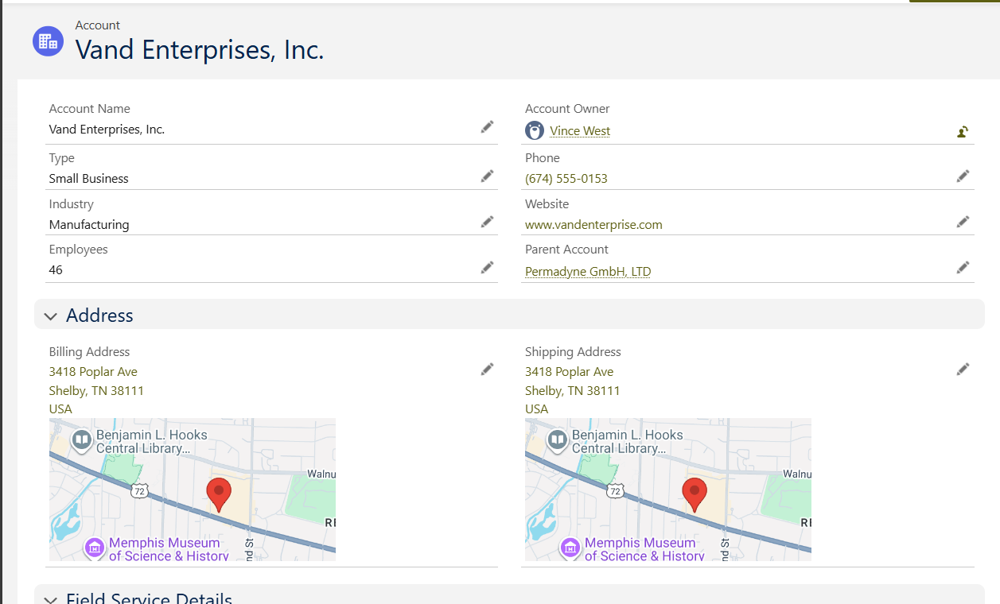 Account
Vand Enterprises, Inc.
Account Name
Vand Enterprises, Inc.
Account Owner
Vince West
Type
Small Business
Phone
(674) 555-0153
Industry
Manufacturing
Website
www.vandenterprise.com
Employees
46
Parent Account
Permadyne GmbH, LTD
Address
Billing Address
3418 Poplar Ave
Shelby, TN 38111
USA
Benjamin L. Hooks
Central Library...
Walnu
72
RE
Memphis Museum
of Science & History
nd St
Shipping Address
3418 Poplar Ave
Shelby, TN 38111
USA
Benjamin L. Hooks
Central Library...
Walnu
72
RE
Memphis Museum
of Science & History
nd St
Field Service Details